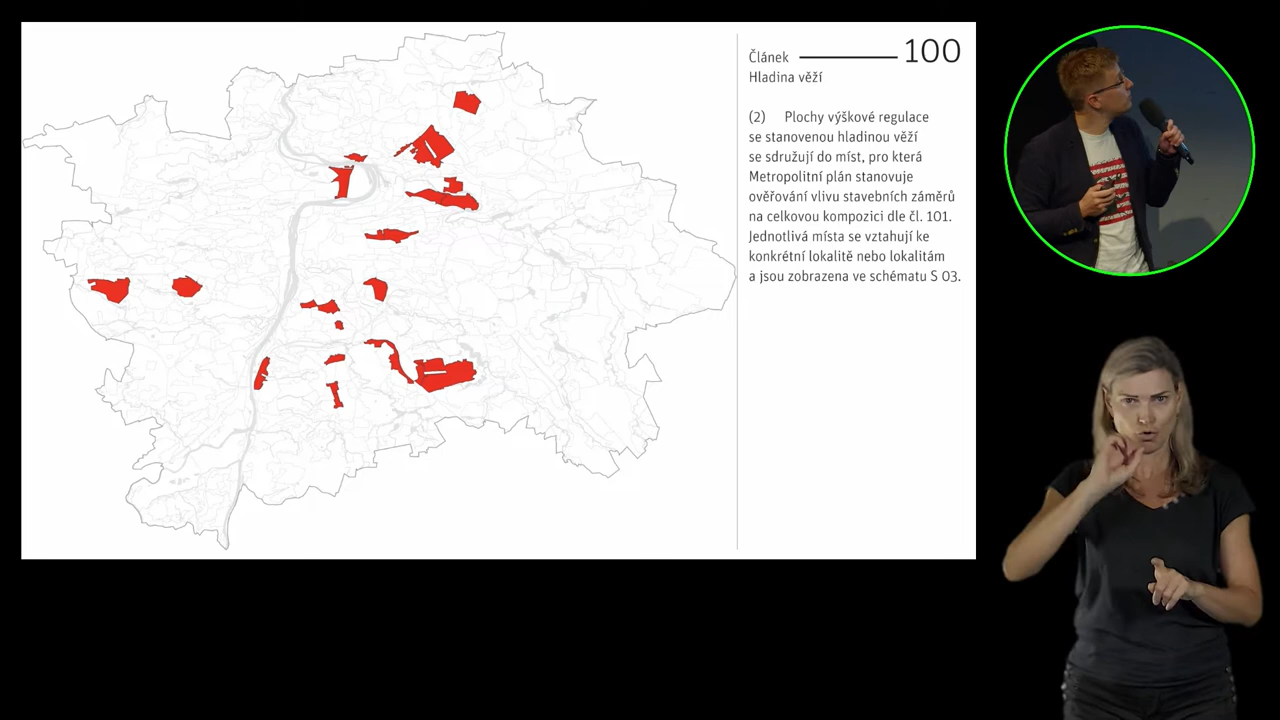 Článek 100
Hladina věží
(2) Plochy výškové regulace
se stanovenou hladinou věží
se sdružují do míst, pro která
Metropolitní plán stanovuje
ověřování vlivu stavebních záměrů
na celkovou kompozici dle čl. 101.
Jednotlivá místa se vztahují ke
konkrétní lokalitě nebo lokalitám
a jsou zobrazena ve schématu S 03.